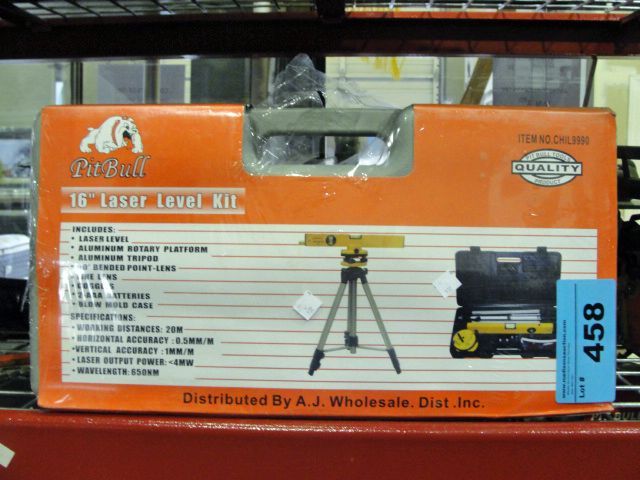 PitBull
ITEM NO.CHIL9990
PITBULL TOOLS
QUALITY
PRODUCT
16" Laser Level Kit
INCLUDES:
• LASER LEVEL
• ALUMINUM ROTARY PLATFORM
• ALUMINUM TRIPOD
BENDED POINT-LENS
LENS
BATTERIES
• BLOW MOLD CASE
SPECIFICATIONS:
• WORKING DISTANCES: 20M
• HORIZONTAL ACCURACY : 0.5MM/M
• VERTICAL ACCURACY : 1MM/M
• LASER OUTPUT POWER: <4MW
• WAVELENGTH: 650NM
Lot # 458
Distributed By A.J. Wholesale. Dist .Inc.